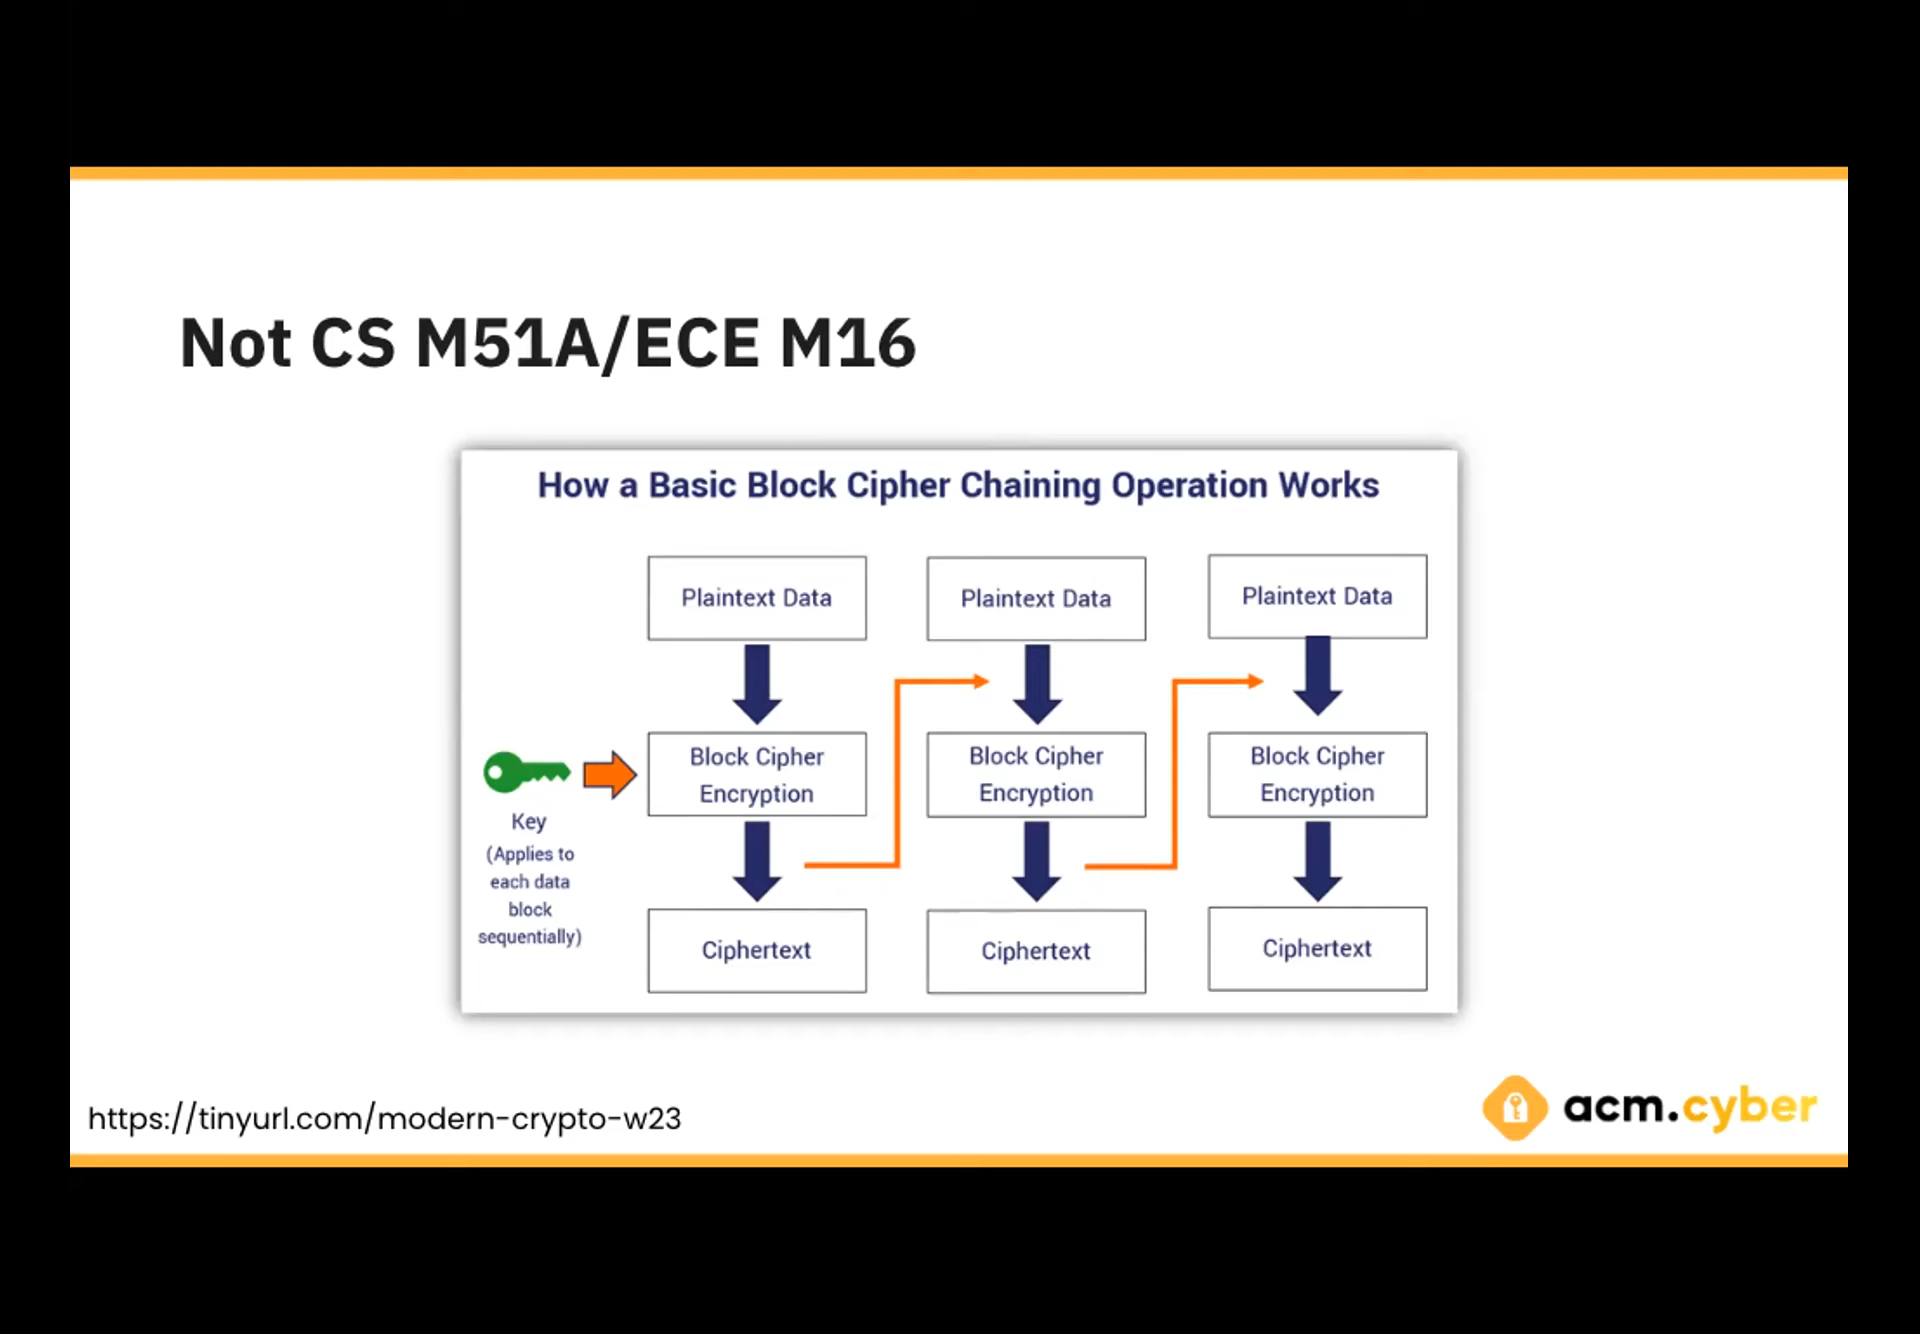 Not CS M51A/ECE M16
How a Basic Block Cipher Chaining Operation Works
Plaintext Data
Plaintext Data
Plaintext Data
Key
(Applies to
each data
block
sequentially)
Block Cipher
Encryption
Block Cipher
Encryption
Block Cipher
Encryption
Ciphertext
Ciphertext
Ciphertext
https://tinyurl.com/modern-crypto-w23
acm.cyber